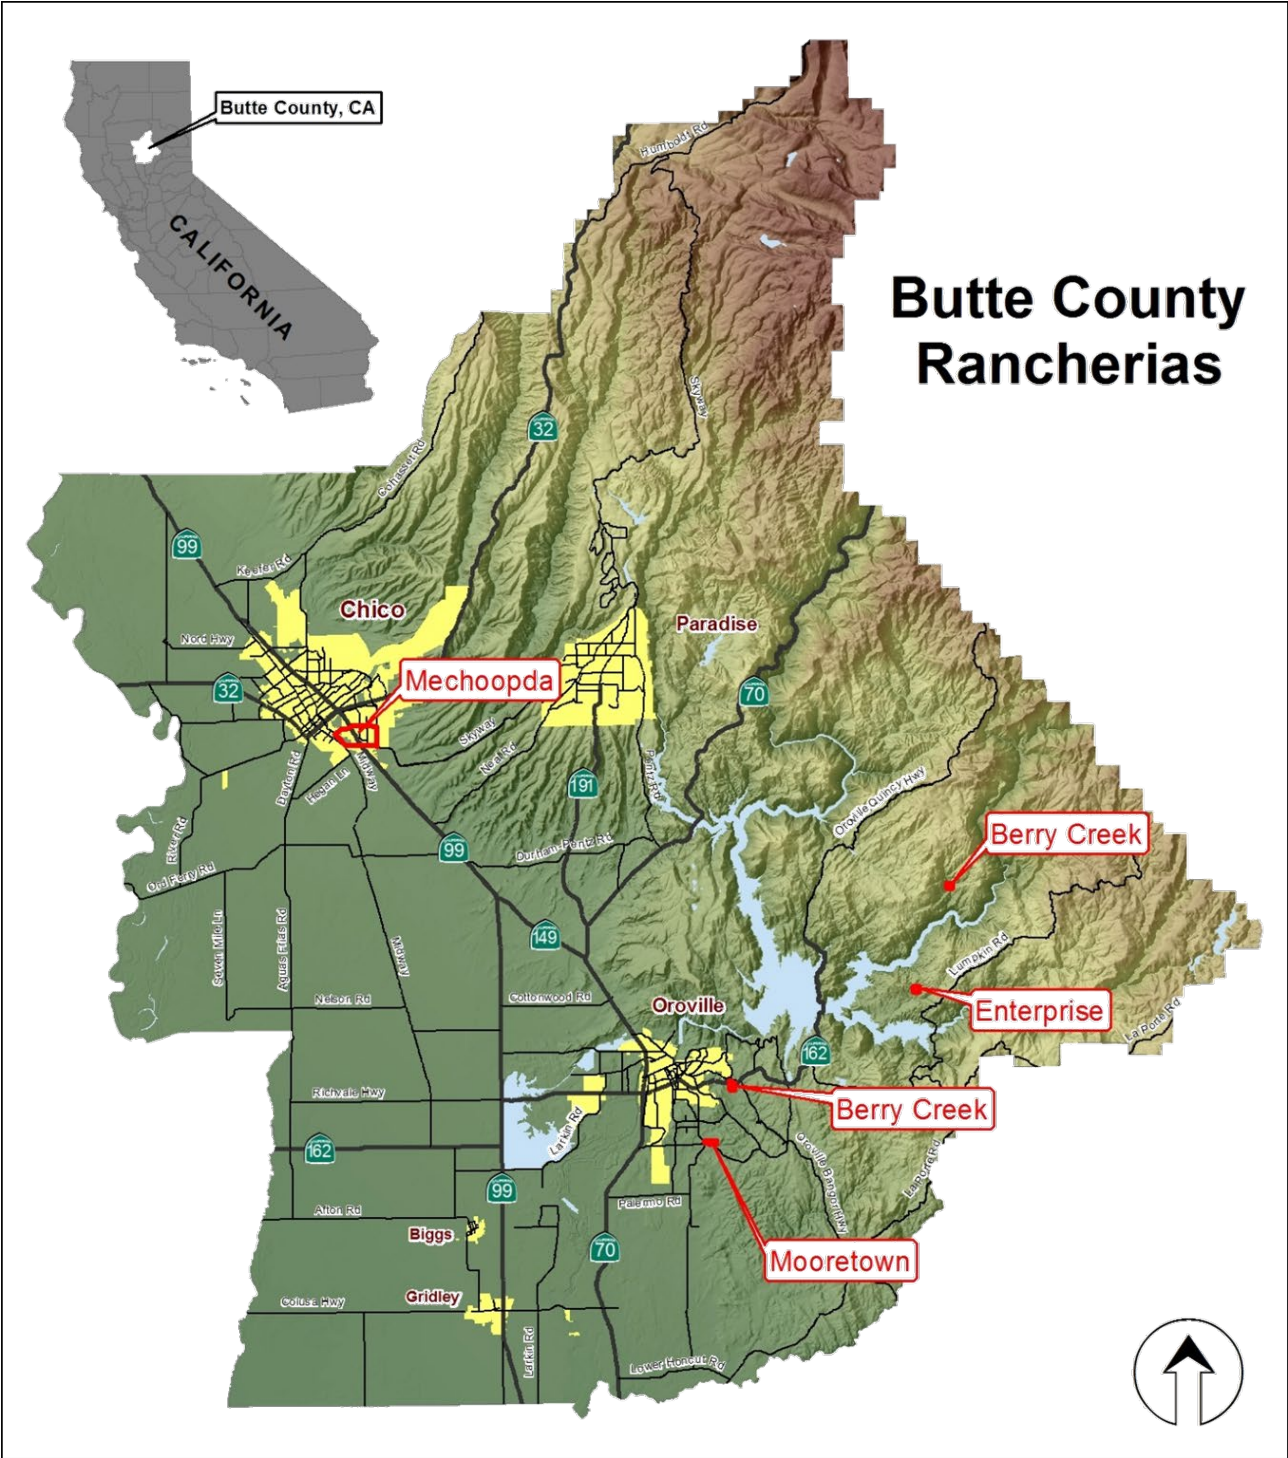 Butte County, CA
CALIFORNIA
Butte County
Rancherias
Humboldt Rd
Skyway
32
Cohasset Rd
99
Keefer Rd
Chico
Paradise
Nord Hwy
Mechoopda
32
70
Skyway
Neal Rd
Pentz Rd
Midway
Dayton Rd
Hegan Ln
191
Oroville Quincy Hwy
River Rd
99
Durham-Pentz Rd
Berry Creek
Ord Ferry Rd
Seven Mile Ln
Aguas Frias Rd
Midway
149
Lumpkin Rd
Nelson Rd
Cottonwood Rd
Oroville
Enterprise
La Porte Rd
162
Richvale Hwy
Berry Creek
Larkin Rd
162
Oroville Bangor Hwy
La Porte Rd
99
Palermo Rd
Afton Rd
Biggs
70
Mooretown
Colusa Hwy
Gridley
Larkin Rd
Lower Honcut Rd